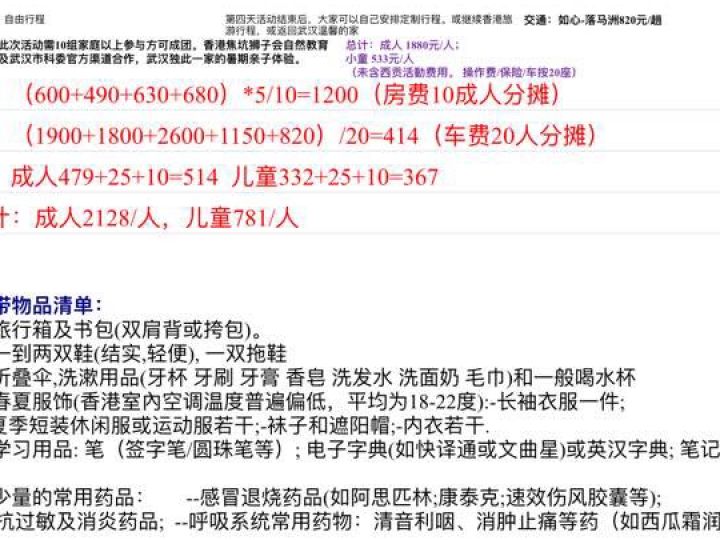 自由行程
第四天活动结束后，大家可以自己安排定制行程。或继续香港旅
游行程，或返回武汉温馨的家
交通：如心-落马洲820元/趟
此次活动需10组家庭以上参与方可成团。香港焦坑狮子会自然教育
及武汉市科委官方渠道合作，武汉独此一家的暑期亲子体验。
总计：成人 1880元/人；
小童 533元/人
（未含西贡活動费用， 操作费/保险/车按20座）
（600+490+630+680）*5/10=1200（房费10成人分摊）
（1900+1800+2600+1150+820）/20=414（车费20人分摊）
成人479+25+10=514 儿童332+25+10=367
计：成人2128/人，儿童781/人
带物品清单：
旅行箱及书包(双肩背或挎包)。
一到两双鞋(结实,轻便), 一双拖鞋
折叠伞,洗漱用品(牙杯 牙刷 牙膏 香皂 洗发水 洗面奶 毛巾)和一般喝水杯
春夏服饰(香港室內空调温度普遍偏低，平均为18-22度):-长袖衣服一件;
夏季短装休闲服或运动服若干;-袜子和遮阳帽;-内衣若干.
学习用品: 笔（签字笔/圆珠笔等）; 电子字典(如快译通或文曲星)或英汉字典; 笔记
少量的常用药品： --感冒退烧药品(如阿思匹林;康泰克;速效伤风胶囊等);
抗过敏及消炎药品; --呼吸系统常用药物：清音利咽、消肿止痛等药（如西瓜霜润